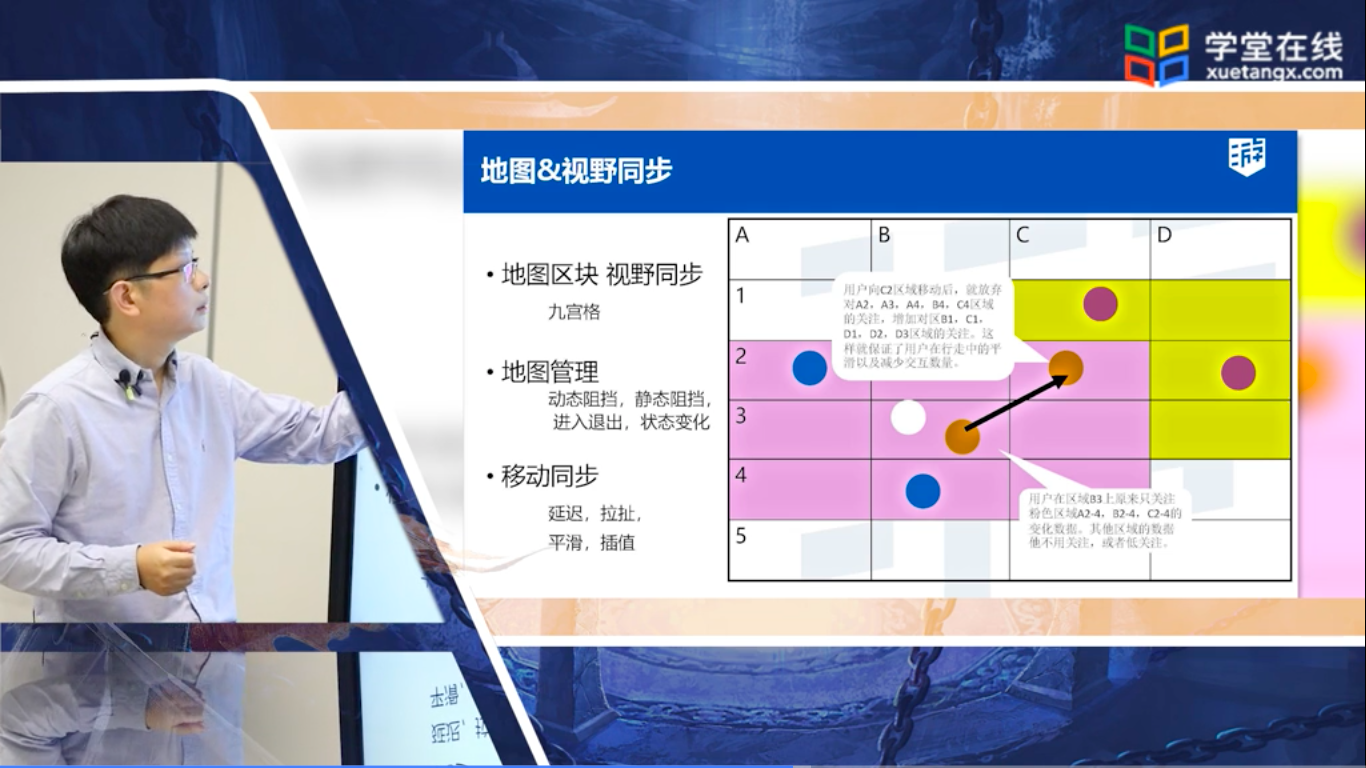 学堂在线
xuetangx.com
地图&视野同步
• 地图区块 视野同步
九宫格
• 地图管理
动态阻挡，静态阻挡，
进入退出，状态变化
• 移动同步
延迟，拉扯，
平滑，插值
A
B
C
D
1
2
3
4
5
用户向C2区域移动后，就放弃
对A2，A3，A4，B4，C4区域
的关注，增加对区B1，C1，
D1，D2，D3区域的关注。这
样就保证了用户在行走中的平
滑以及减少交互数量。
用户在区域B3上原来只关注
粉色区域A2-4，B2-4，C2-4的
变化数据。其他区域的数据
他不用关注，或者低关注。